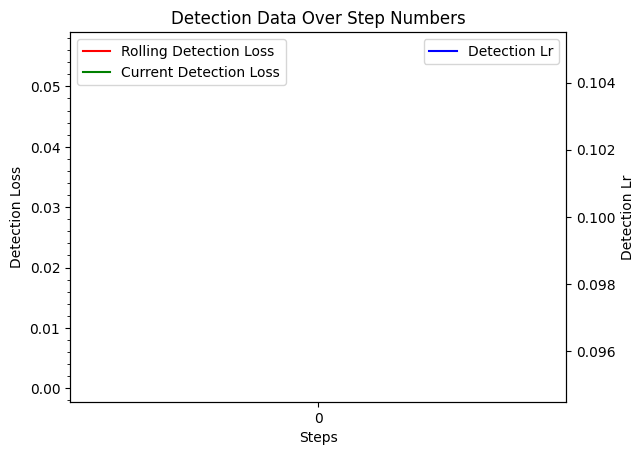 Detection Data Over Step Numbers
Rolling Detection Loss
Current Detection Loss
Detection Lr
0.05
0.04
0.03
0.02
0.01
0.00
Detection Loss
0.104
0.102
0.100
0.098
0.096
Detection Lr
0
Steps